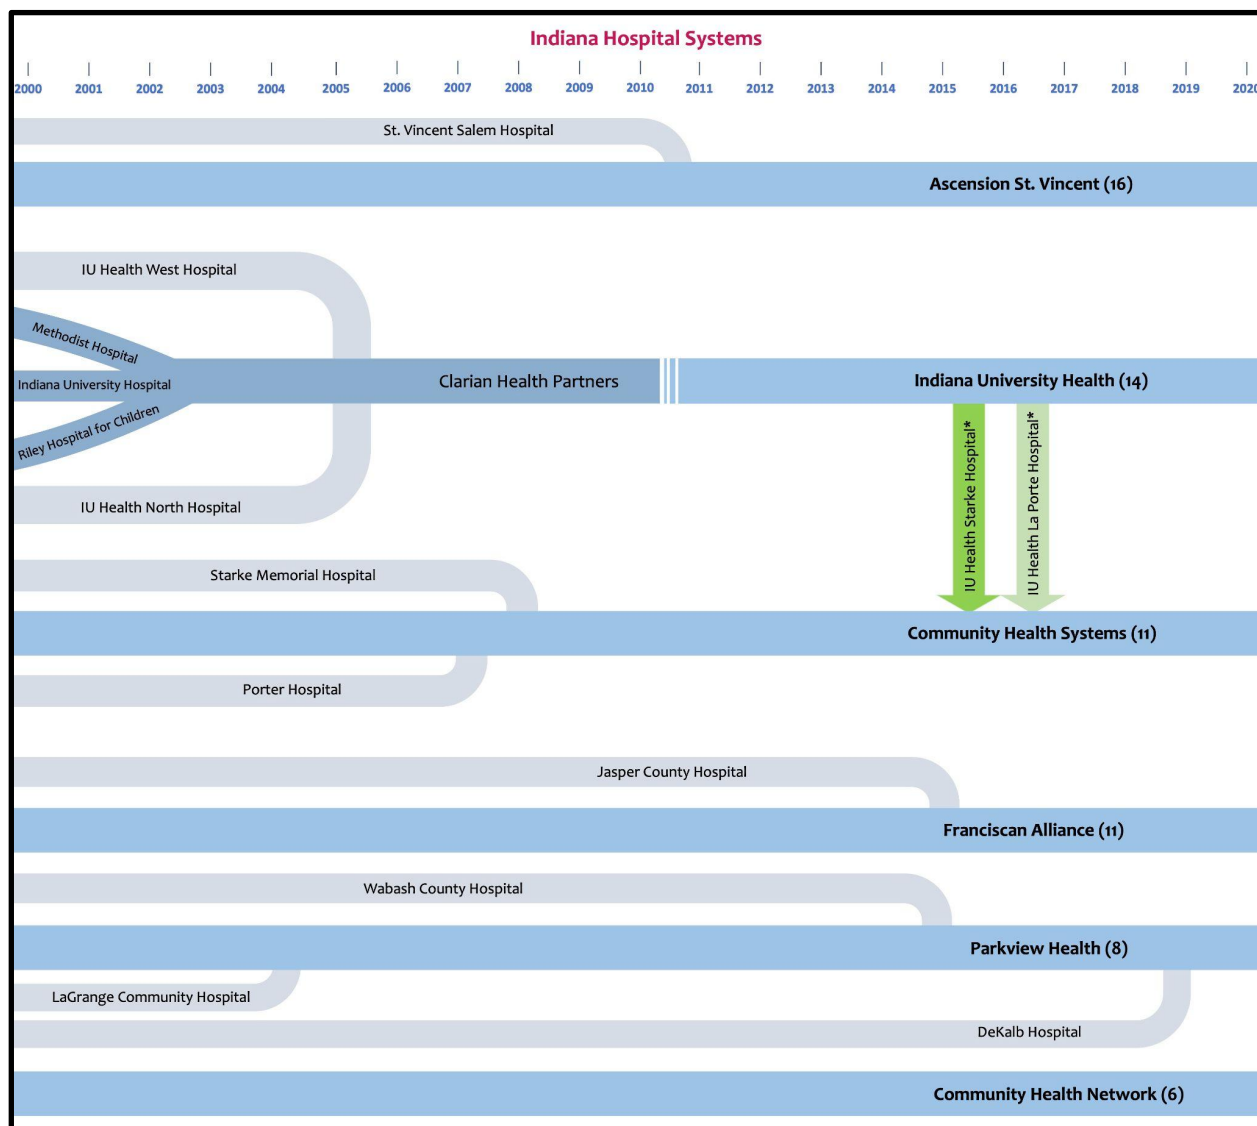 Indiana Hospital Systems
2000 2001 2002 2003 2004 2005 2006 2007 2008 2009 2010 2011 2012 2013 2014 2015 2016 2017 2018 2019 2020
St. Vincent Salem Hospital
Ascension St. Vincent (16)
IU Health West Hospital
Methodist Hospital
Indiana University Hospital
Riley Hospital for Children
Clarian Health Partners
Indiana University Health (14)
IU Health Starke Hospital*
IU Health La Porte Hospital*
IU Health North Hospital
Starke Memorial Hospital
Community Health Systems (11)
Porter Hospital
Jasper County Hospital
Franciscan Alliance (11)
Wabash County Hospital
Parkview Health (8)
LaGrange Community Hospital
DeKalb Hospital
Community Health Network (6)